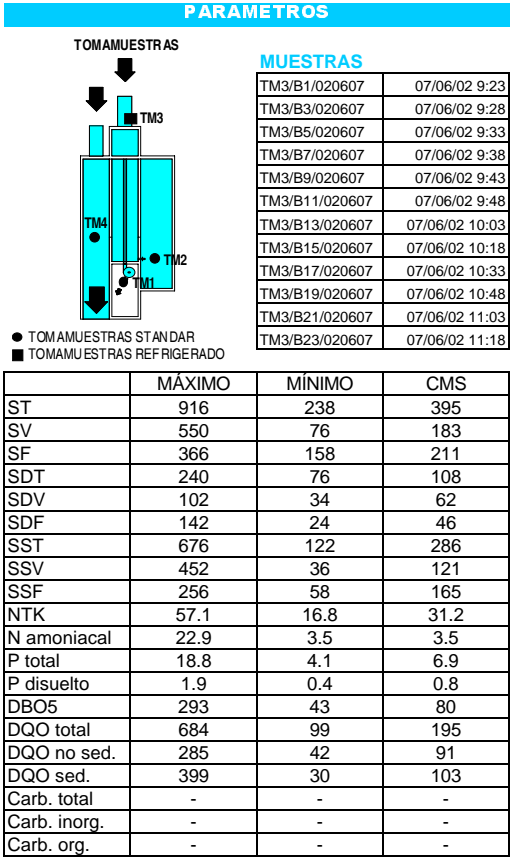 PARAMETROS
TOMAMUESTRAS
TM3
TM4
TM2
TM1
● TOMAMUESTRAS STANDAR
■ TOMAMUESTRAS REFRIGERADO
MUESTRAS
TM3/B1/020607 07/06/02 9:23
TM3/B3/020607 07/06/02 9:28
TM3/B5/020607 07/06/02 9:33
TM3/B7/020607 07/06/02 9:38
TM3/B9/020607 07/06/02 9:43
TM3/B11/020607 07/06/02 9:48
TM3/B13/020607 07/06/02 10:03
TM3/B15/020607 07/06/02 10:18
TM3/B17/020607 07/06/02 10:33
TM3/B19/020607 07/06/02 10:48
TM3/B21/020607 07/06/02 11:03
TM3/B23/020607 07/06/02 11:18
MÁXIMO MÍNIMO CMS
ST 916 238 395
SV 550 76 183
SF 366 158 211
SDT 240 76 108
SDV 102 34 62
SDF 142 24 46
SST 676 122 286
SSV 452 36 121
SSF 256 58 165
NTK 57.1 16.8 31.2
N amoniacal 22.9 3.5 3.5
P total 18.8 4.1 6.9
P disuelto 1.9 0.4 0.8
DBO5 293 43 80
DQO total 684 99 195
DQO no sed. 285 42 91
DQO sed. 399 30 103
Carb. total - - -
Carb. inorg. - - -
Carb. org. - - -